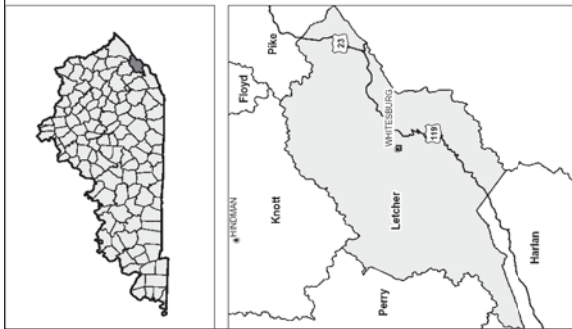 Pike
23
Floyd
HINDMAN
Knott
WHITESBURG
119
Letcher
Perry
Harlan